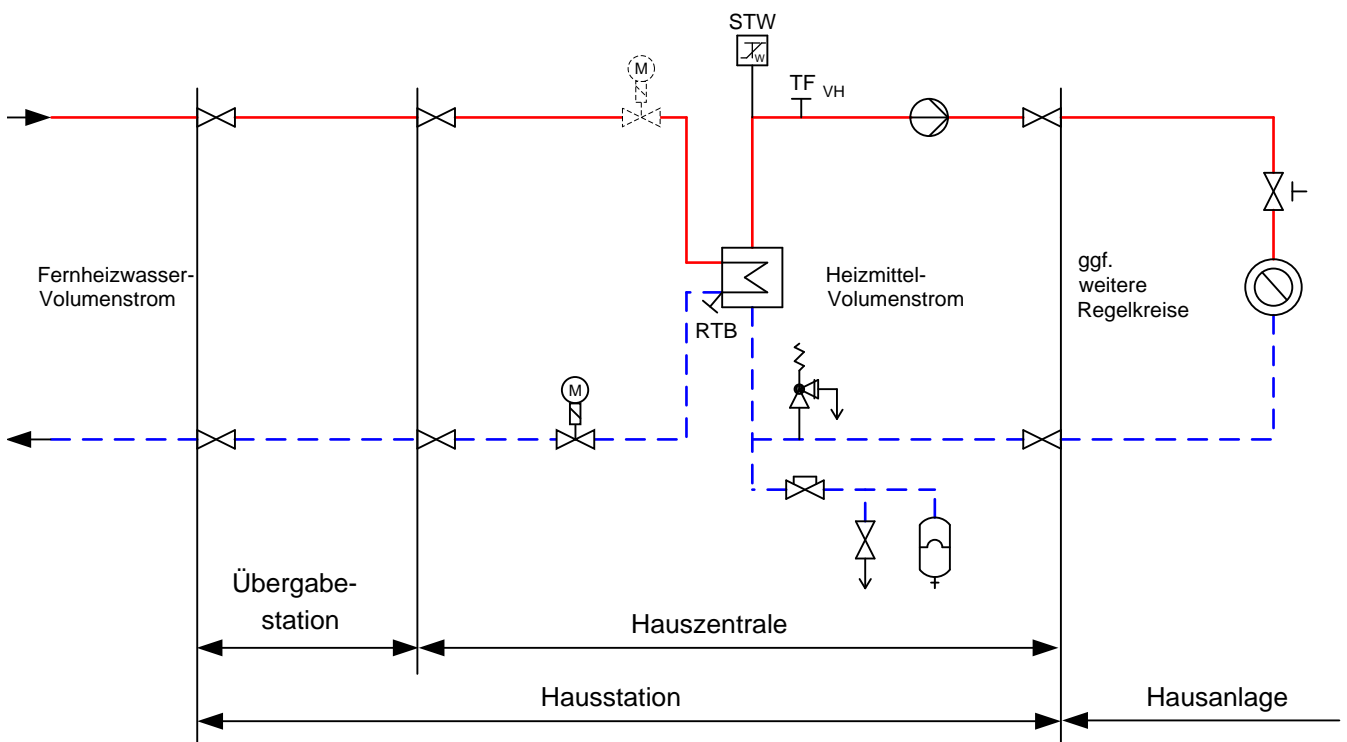 STW
W
M
TF VH
Fernheizwasser-
Volumenstrom
Heizmittel-
Volumenstrom
ggf.
weitere
Regelkreise
RTB
M
Übergabe-
station
Hauszentrale
Hausstation
Hausanlage